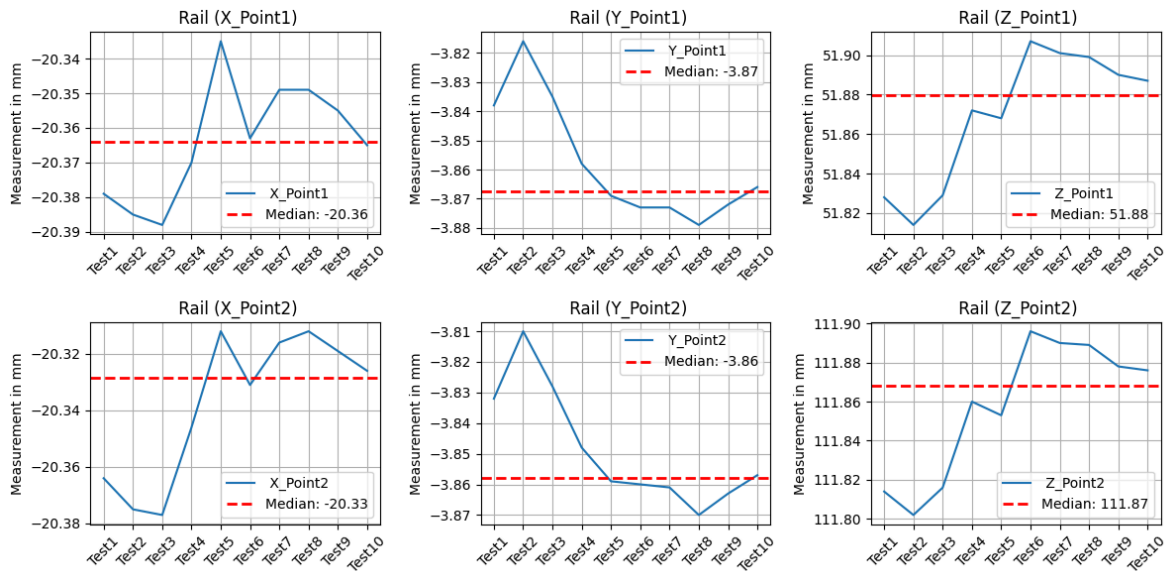 Rail (X_Point1)
Measurement in mm
−20.34
−20.35
−20.36
−20.37
−20.38
−20.39
X_Point1
Median: -20.36
Test1
Test2
Test3
Test4
Test5
Test6
Test7
Test8
Test9
Test10
Rail (Y_Point1)
Measurement in mm
−3.82
−3.83
−3.84
−3.85
−3.86
−3.87
−3.88
Y_Point1
Median: -3.87
Test1
Test2
Test3
Test4
Test5
Test6
Test7
Test8
Test9
Test10
Rail (Z_Point1)
Measurement in mm
51.90
51.88
51.86
51.84
51.82
Z_Point1
Median: 51.88
Test1
Test2
Test3
Test4
Test5
Test6
Test7
Test8
Test9
Test10
Rail (X_Point2)
Measurement in mm
−20.32
−20.34
−20.36
−20.38
X_Point2
Median: -20.33
Test1
Test2
Test3
Test4
Test5
Test6
Test7
Test8
Test9
Test10
Rail (Y_Point2)
Measurement in mm
−3.81
−3.82
−3.83
−3.84
−3.85
−3.86
−3.87
Y_Point2
Median: -3.86
Test1
Test2
Test3
Test4
Test5
Test6
Test7
Test8
Test9
Test10
Rail (Z_Point2)
Measurement in mm
111.90
111.88
111.86
111.84
111.82
111.80
Z_Point2
Median: 111.87
Test1
Test2
Test3
Test4
Test5
Test6
Test7
Test8
Test9
Test10